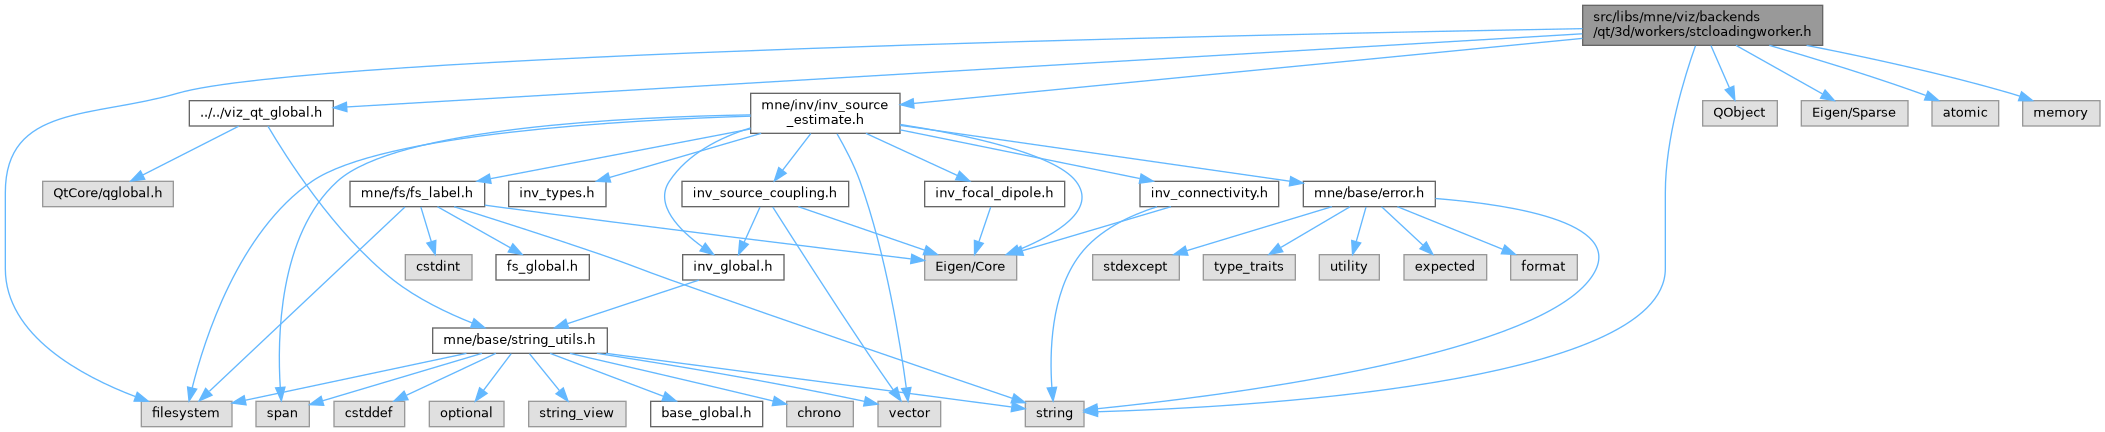 src/libs/mne/viz/backends
/qt/3d/workers/stcloadingworker.h
../../viz_qt_global.h
mne/inv/inv_source
_estimate.h
QObject
Eigen/Sparse
atomic
memory
QtCore/qglobal.h
mne/fs/fs_label.h
inv_types.h
inv_source_coupling.h
inv_focal_dipole.h
inv_connectivity.h
mne/base/error.h
cstdint
fs_global.h
inv_global.h
Eigen/Core
stdexcept
type_traits
utility
expected
format
mne/base/string_utils.h
filesystem
span
cstddef
optional
string_view
base_global.h
chrono
vector
string